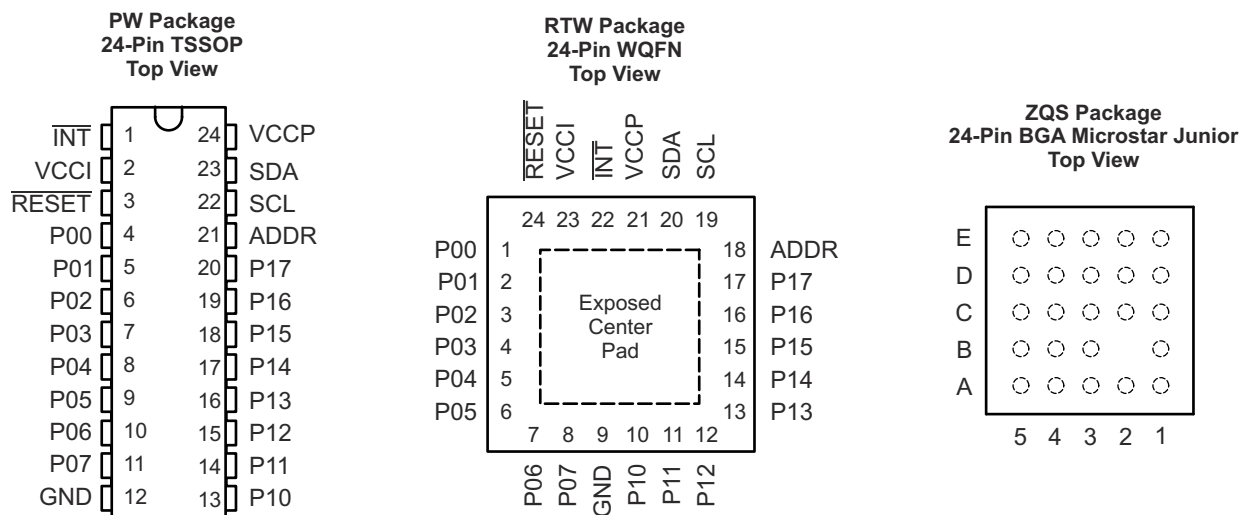 PW Package
24-Pin TSSOP
Top View
INT 1 24 VCCP
VCCI 2 23 SDA
RESET 3 22 SCL
P00 4 21 ADDR
P01 5 20 P17
P02 6 19 P16
P03 7 18 P15
P04 8 17 P14
P05 9 16 P13
P06 10 15 P12
P07 11 14 P11
GND 12 13 P10
RTW Package
24-Pin WQFN
Top View
RESET VCCI INT VCCP SDA SCL
24 23 22 21 20 19
P00 1 18 ADDR
P01 2 17 P17
P02 3 16 P16
P03 4 15 P15
P04 5 14 P14
P05 6 13 P13
Exposed
Center
Pad
7 8 9 10 11 12
P06 P07 GND P10 P11 P12
ZQS Package
24-Pin BGA Microstar Junior
Top View
E
D
C
B
A
5 4 3 2 1